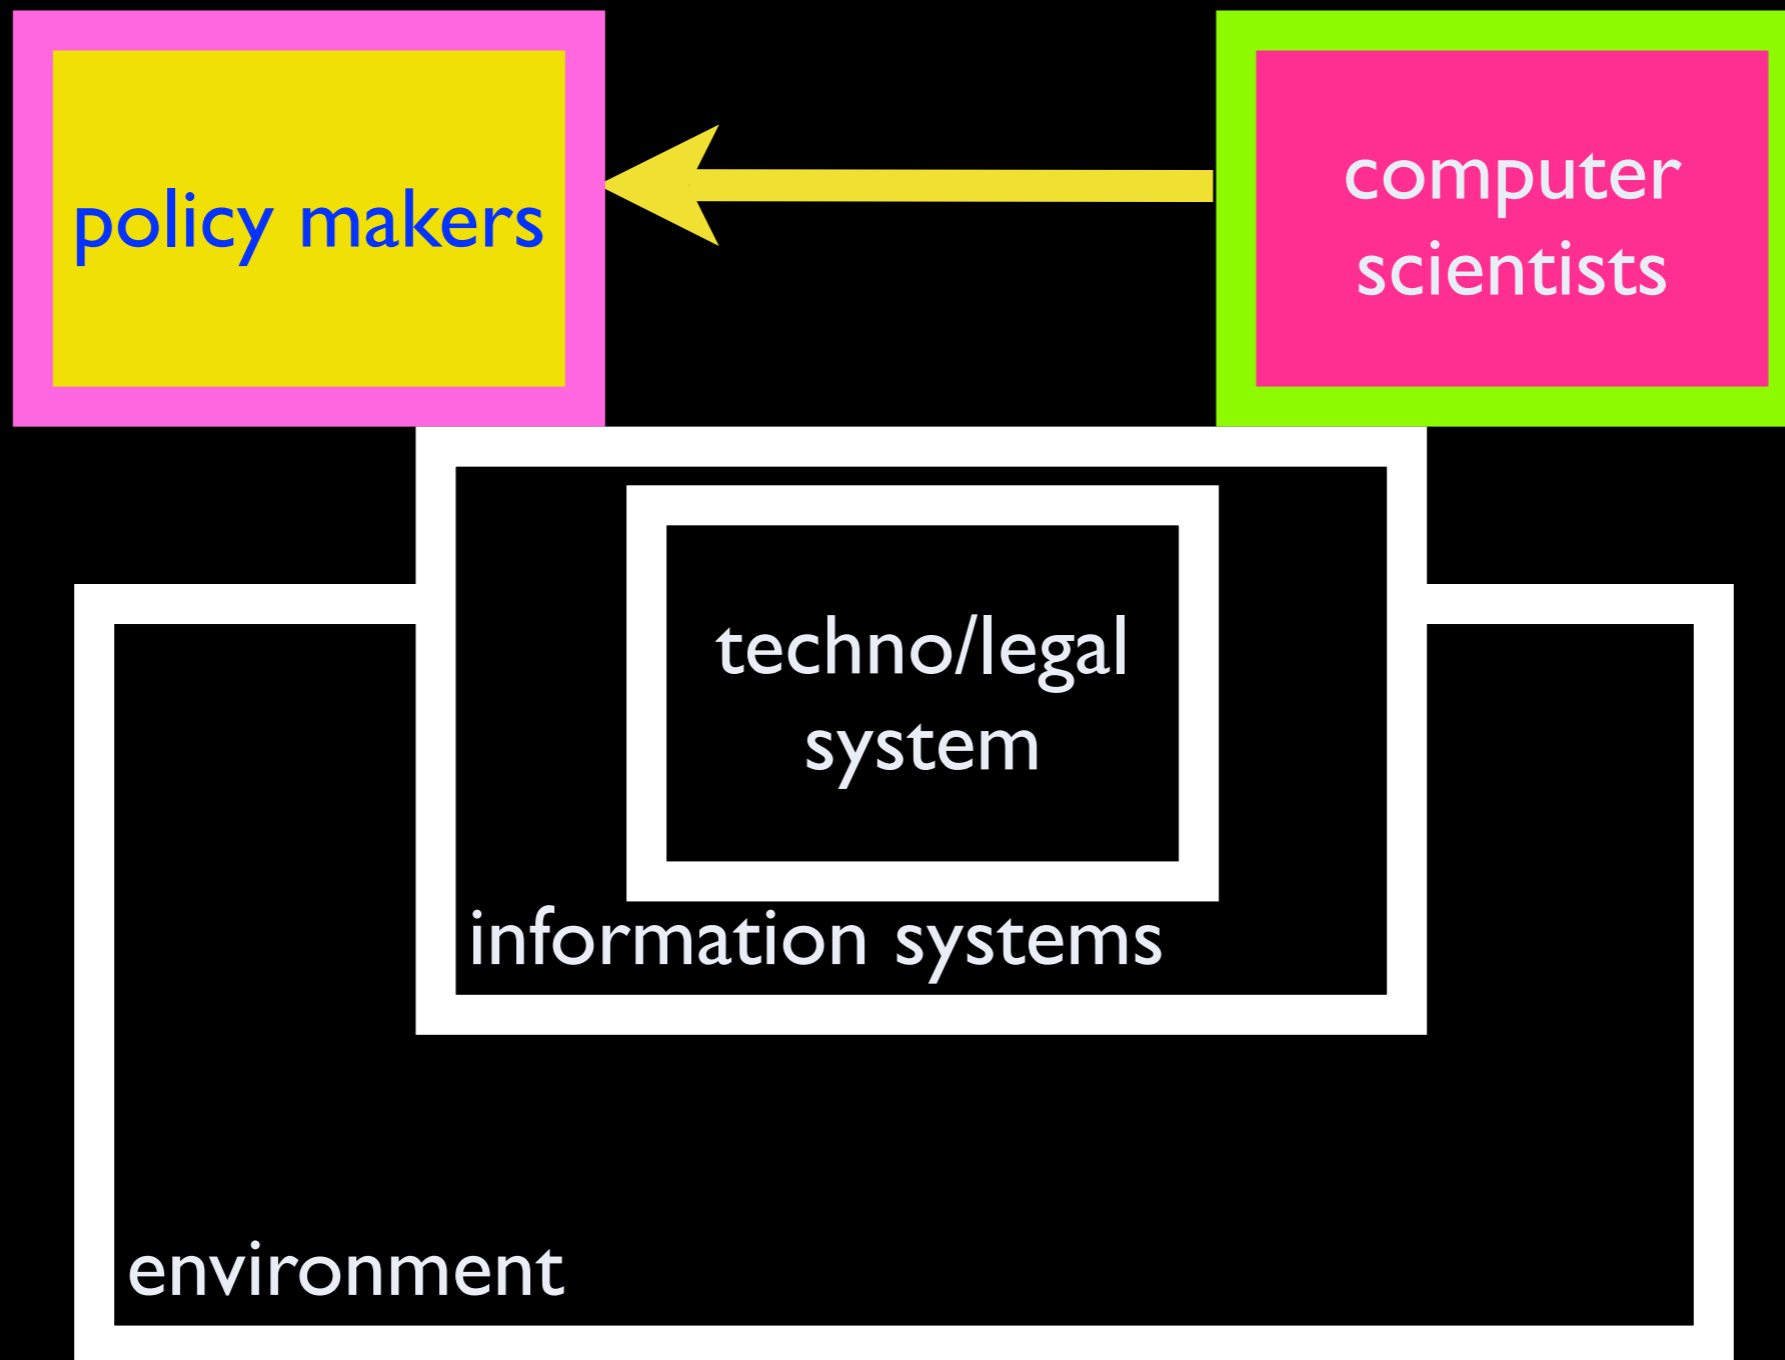 policy makers
computer
scientists
techno/legal
system
information systems
environment